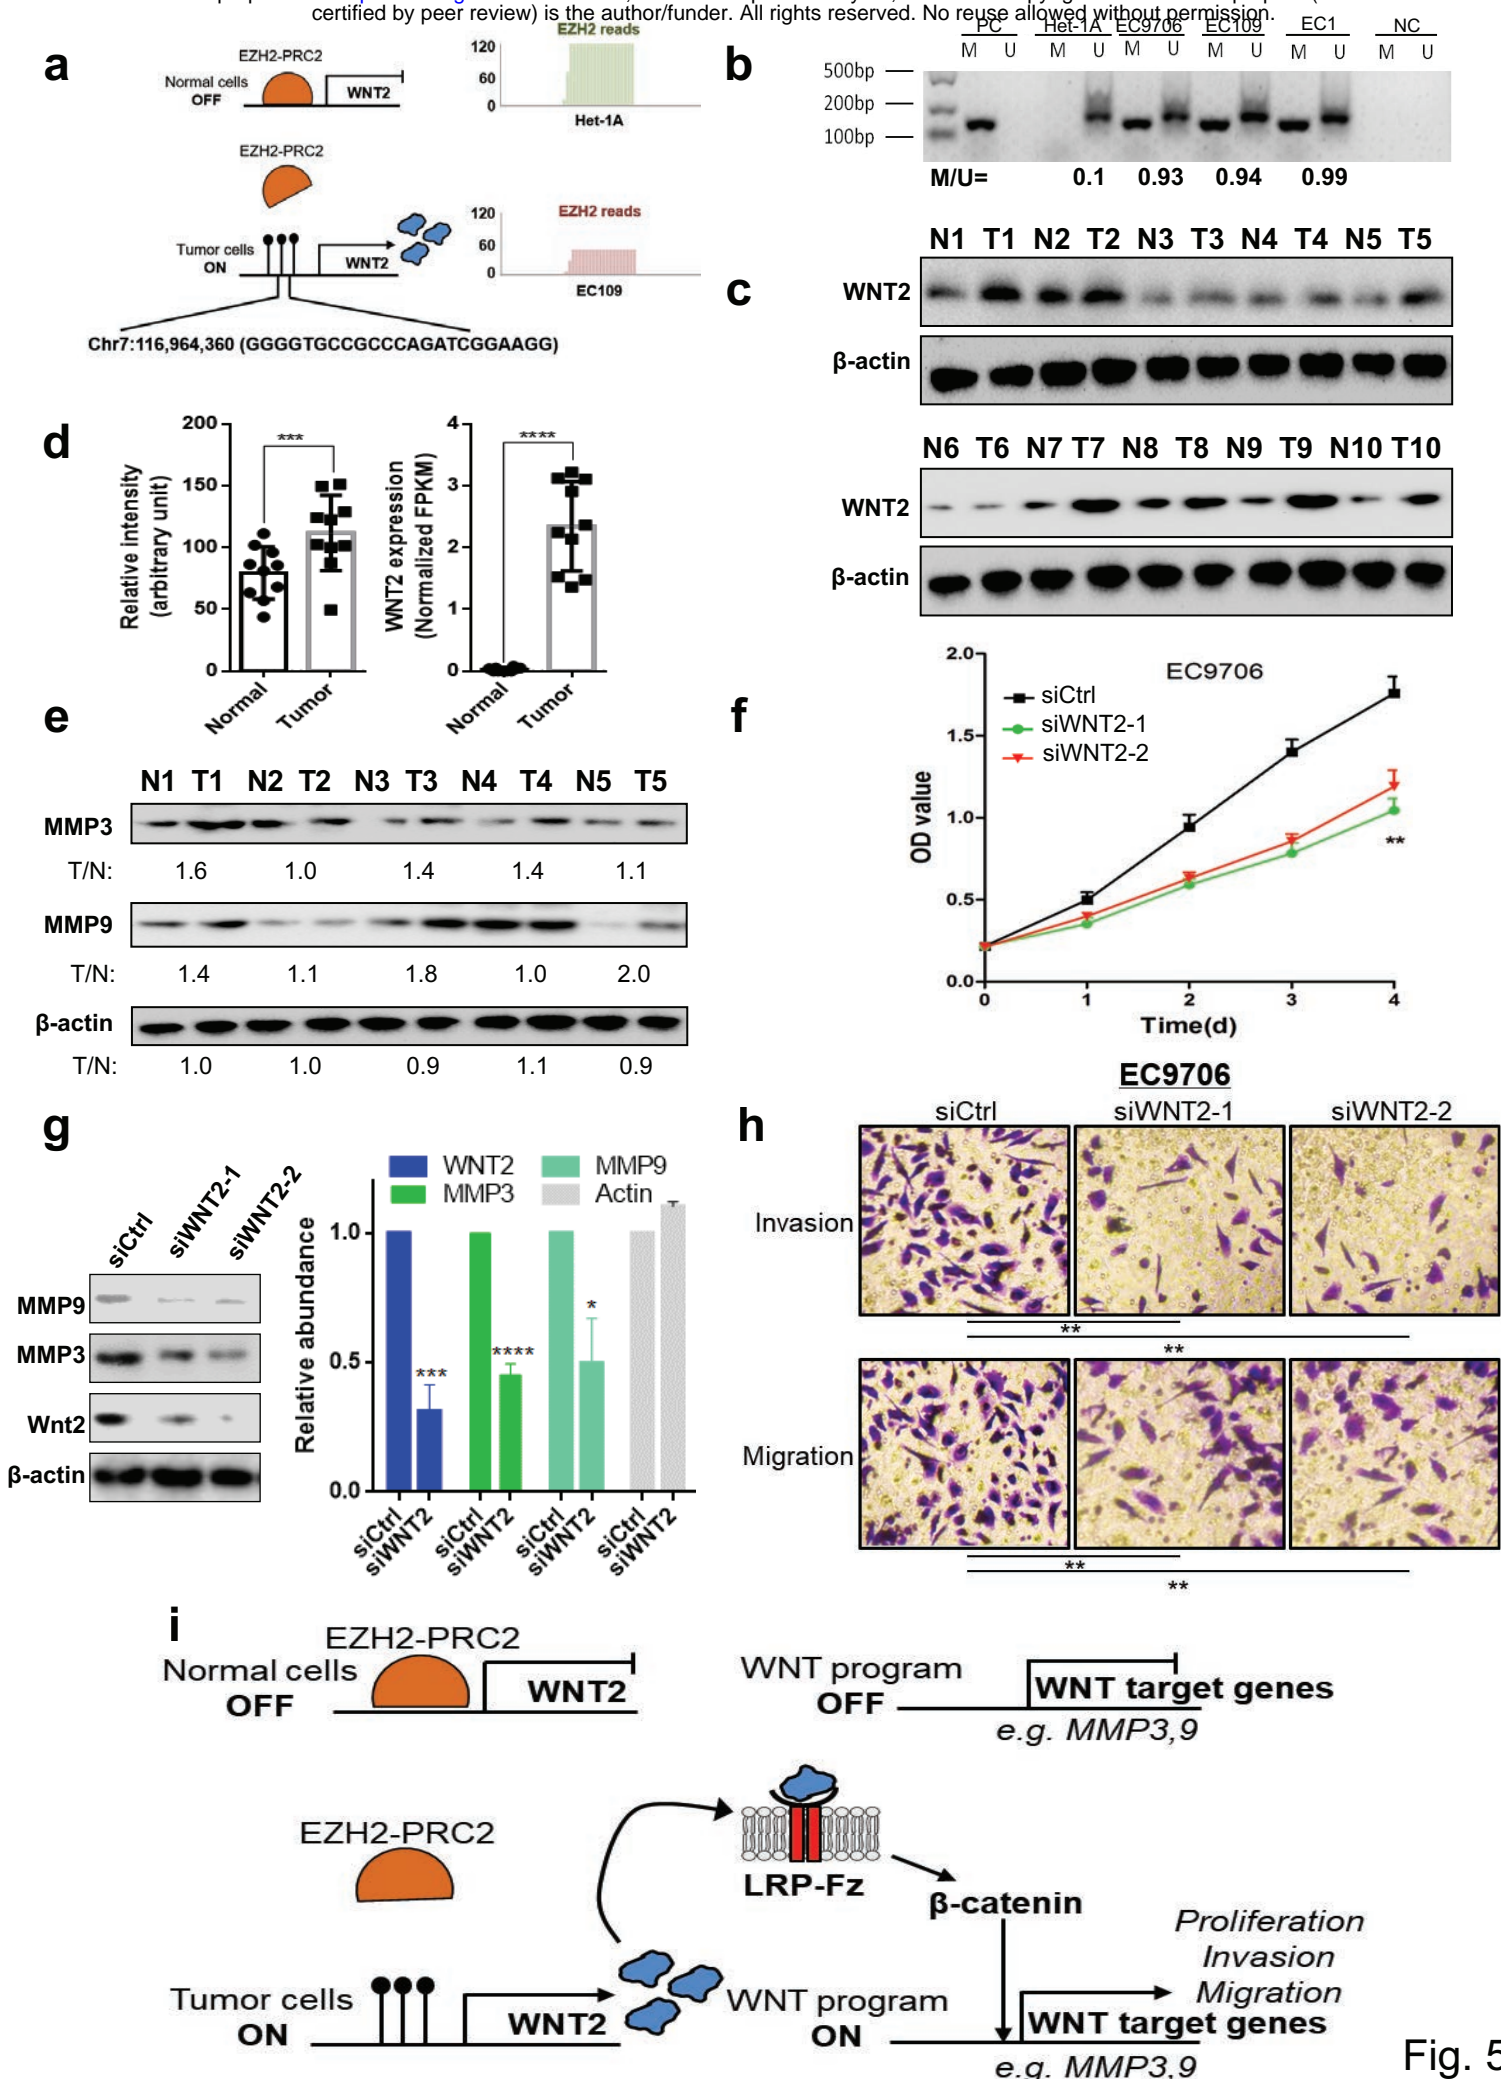 certified by peer review) is the author/funder. All rights reserved. No reuse allowed without permission.
a
EZH2-PRC2
Normal cells
OFF
WNT2
EZH2 reads
120
60
0
Het-1A
EZH2-PRC2
Tumor cells
ON
WNT2
EZH2 reads
120
60
0
EC109
Chr7:116,964,360 (GGGGTGCCGCCCAGATCGGAAGG)
b
PC Het-1A EC9706 EC109 EC1 NC
M U M U M U M U M U M U
500bp
200bp
100bp
M/U= 0.1 0.93 0.94 0.99
c
N1 T1 N2 T2 N3 T3 N4 T4 N5 T5
WNT2
β-actin
N6 T6 N7 T7 N8 T8 N9 T9 N10 T10
WNT2
β-actin
d
Relative intensity
(arbitrary unit)
200
150
100
50
0
***
Normal
Tumor
WNT2 expression
(Normalized FPKM)
4
3
2
1
0
****
Normal
Tumor
e
N1 T1 N2 T2 N3 T3 N4 T4 N5 T5
MMP3
T/N: 1.6 1.0 1.4 1.4 1.1
MMP9
T/N: 1.4 1.1 1.8 1.0 2.0
β-actin
T/N: 1.0 1.0 0.9 1.1 0.9
f
EC9706
siCtrl
siWNT2-1
siWNT2-2
OD value
2.0
1.5
1.0
0.5
0.0
**
0 1 2 3 4
Time(d)
g
siCtrl
siWNT2-1
siWNT2-2
MMP9
MMP3
Wnt2
β-actin
WNT2
MMP9
MMP3
Actin
Relative abundance
1.0
0.5
0.0
***
****
*
siCtrl
siWNT2
siCtrl
siWNT2
siCtrl
siWNT2
siCtrl
siWNT2
h
EC9706
siCtrl siWNT2-1 siWNT2-2
Invasion
**
**
Migration
**
**
i
EZH2-PRC2
Normal cells
OFF
WNT2
WNT program
OFF
WNT target genes
e.g. MMP3,9
EZH2-PRC2
LRP-Fz
β-catenin
Proliferation
Invasion
Migration
Tumor cells
ON
WNT2
WNT program
ON
WNT target genes
e.g. MMP3,9
Fig. 5